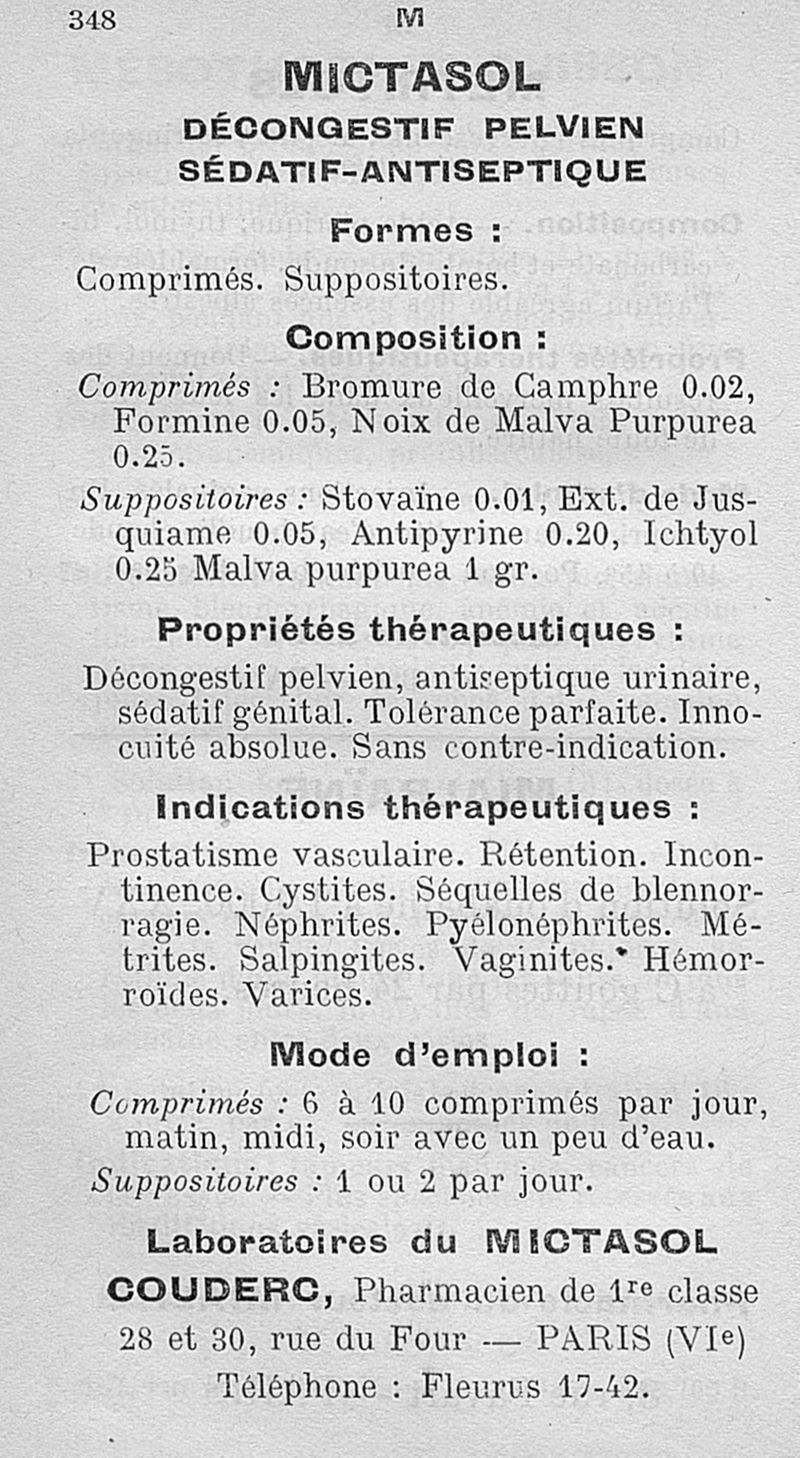 348 M
MICTASOL
DÉCONGESTIF PELVIEN
SÉDATIF-ANTISEPTIQUE
Formes :
Comprimés. Suppositoires.
Composition :
Comprimés : Bromure de Camphre 0.02,
Formine 0.05, Noix de Malva Purpurea
0.25.
Suppositoires : Stovaïne 0.01, Ext. de Jus-
quiame 0.05, Antipyrine 0.20, Ichtyol
0.25 Malva purpurea 1 gr.
Propriétés thérapeutiques :
Décongestif pelvien, antiseptique urinaire,
sédatif génital. Tolérance parfaite. Inno-
cuité absolue. Sans contre-indication.
Indications thérapeutiques :
Prostatisme vasculaire. Rétention. Incon-
tinence. Cystites. Séquelles de blennor-
ragie. Néphrites. Pyélonéphrites. Mé-
trites. Salpingites. Vaginites. Hémor-
roïdes. Varices.
Mode d'emploi :
Comprimés : 6 à 10 comprimés par jour,
matin, midi, soir avec un peu d'eau.
Suppositoires : 1 ou 2 par jour.
Laboratoires du MICTASOL
COUDERC, Pharmacien de 1re classe
28 et 30, rue du Four — PARIS (VIe)
Téléphone : Fleurus 17-42.